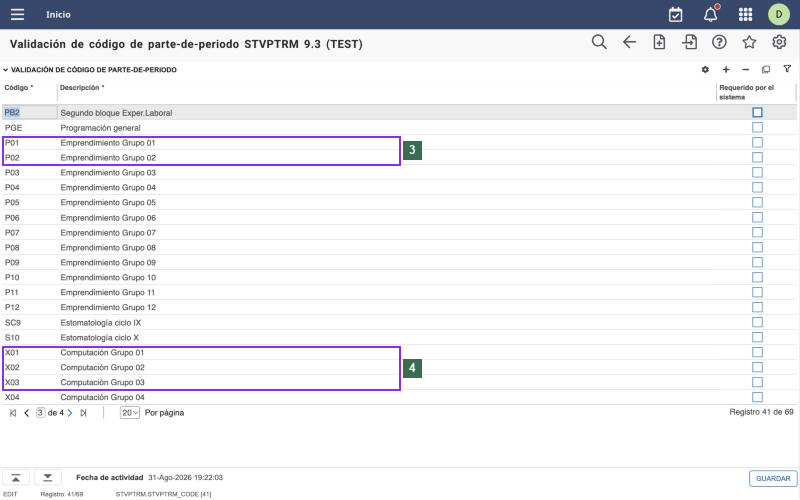 Inicio
D
Validación de código de parte-de-periodo STVPTRM 9.3 (TEST)
VALIDACIÓN DE CÓDIGO DE PARTE-DE-PERIODO
Código * Descripción * Requerido por el sistema
PB2 Segundo bloque Exper.Laboral
PGE Programación general
P01 Emprendimiento Grupo 01
P02 Emprendimiento Grupo 02
3
P03 Emprendimiento Grupo 03
P04 Emprendimiento Grupo 04
P05 Emprendimiento Grupo 05
P06 Emprendimiento Grupo 06
P07 Emprendimiento Grupo 07
P08 Emprendimiento Grupo 08
P09 Emprendimiento Grupo 09
P10 Emprendimiento Grupo 10
P11 Emprendimiento Grupo 11
P12 Emprendimiento Grupo 12
SC9 Estomatología ciclo IX
S10 Estomatología ciclo X
X01 Computación Grupo 01
X02 Computación Grupo 02
4
X03 Computación Grupo 03
X04 Computación Grupo 04
3 de 4 20 Por página Registro 41 de 69
Fecha de actividad 31-Ago-2026 19:22:03 GUARDAR
EDIT Registro: 41/69 STVPTRM.STVPTRM_CODE [41]